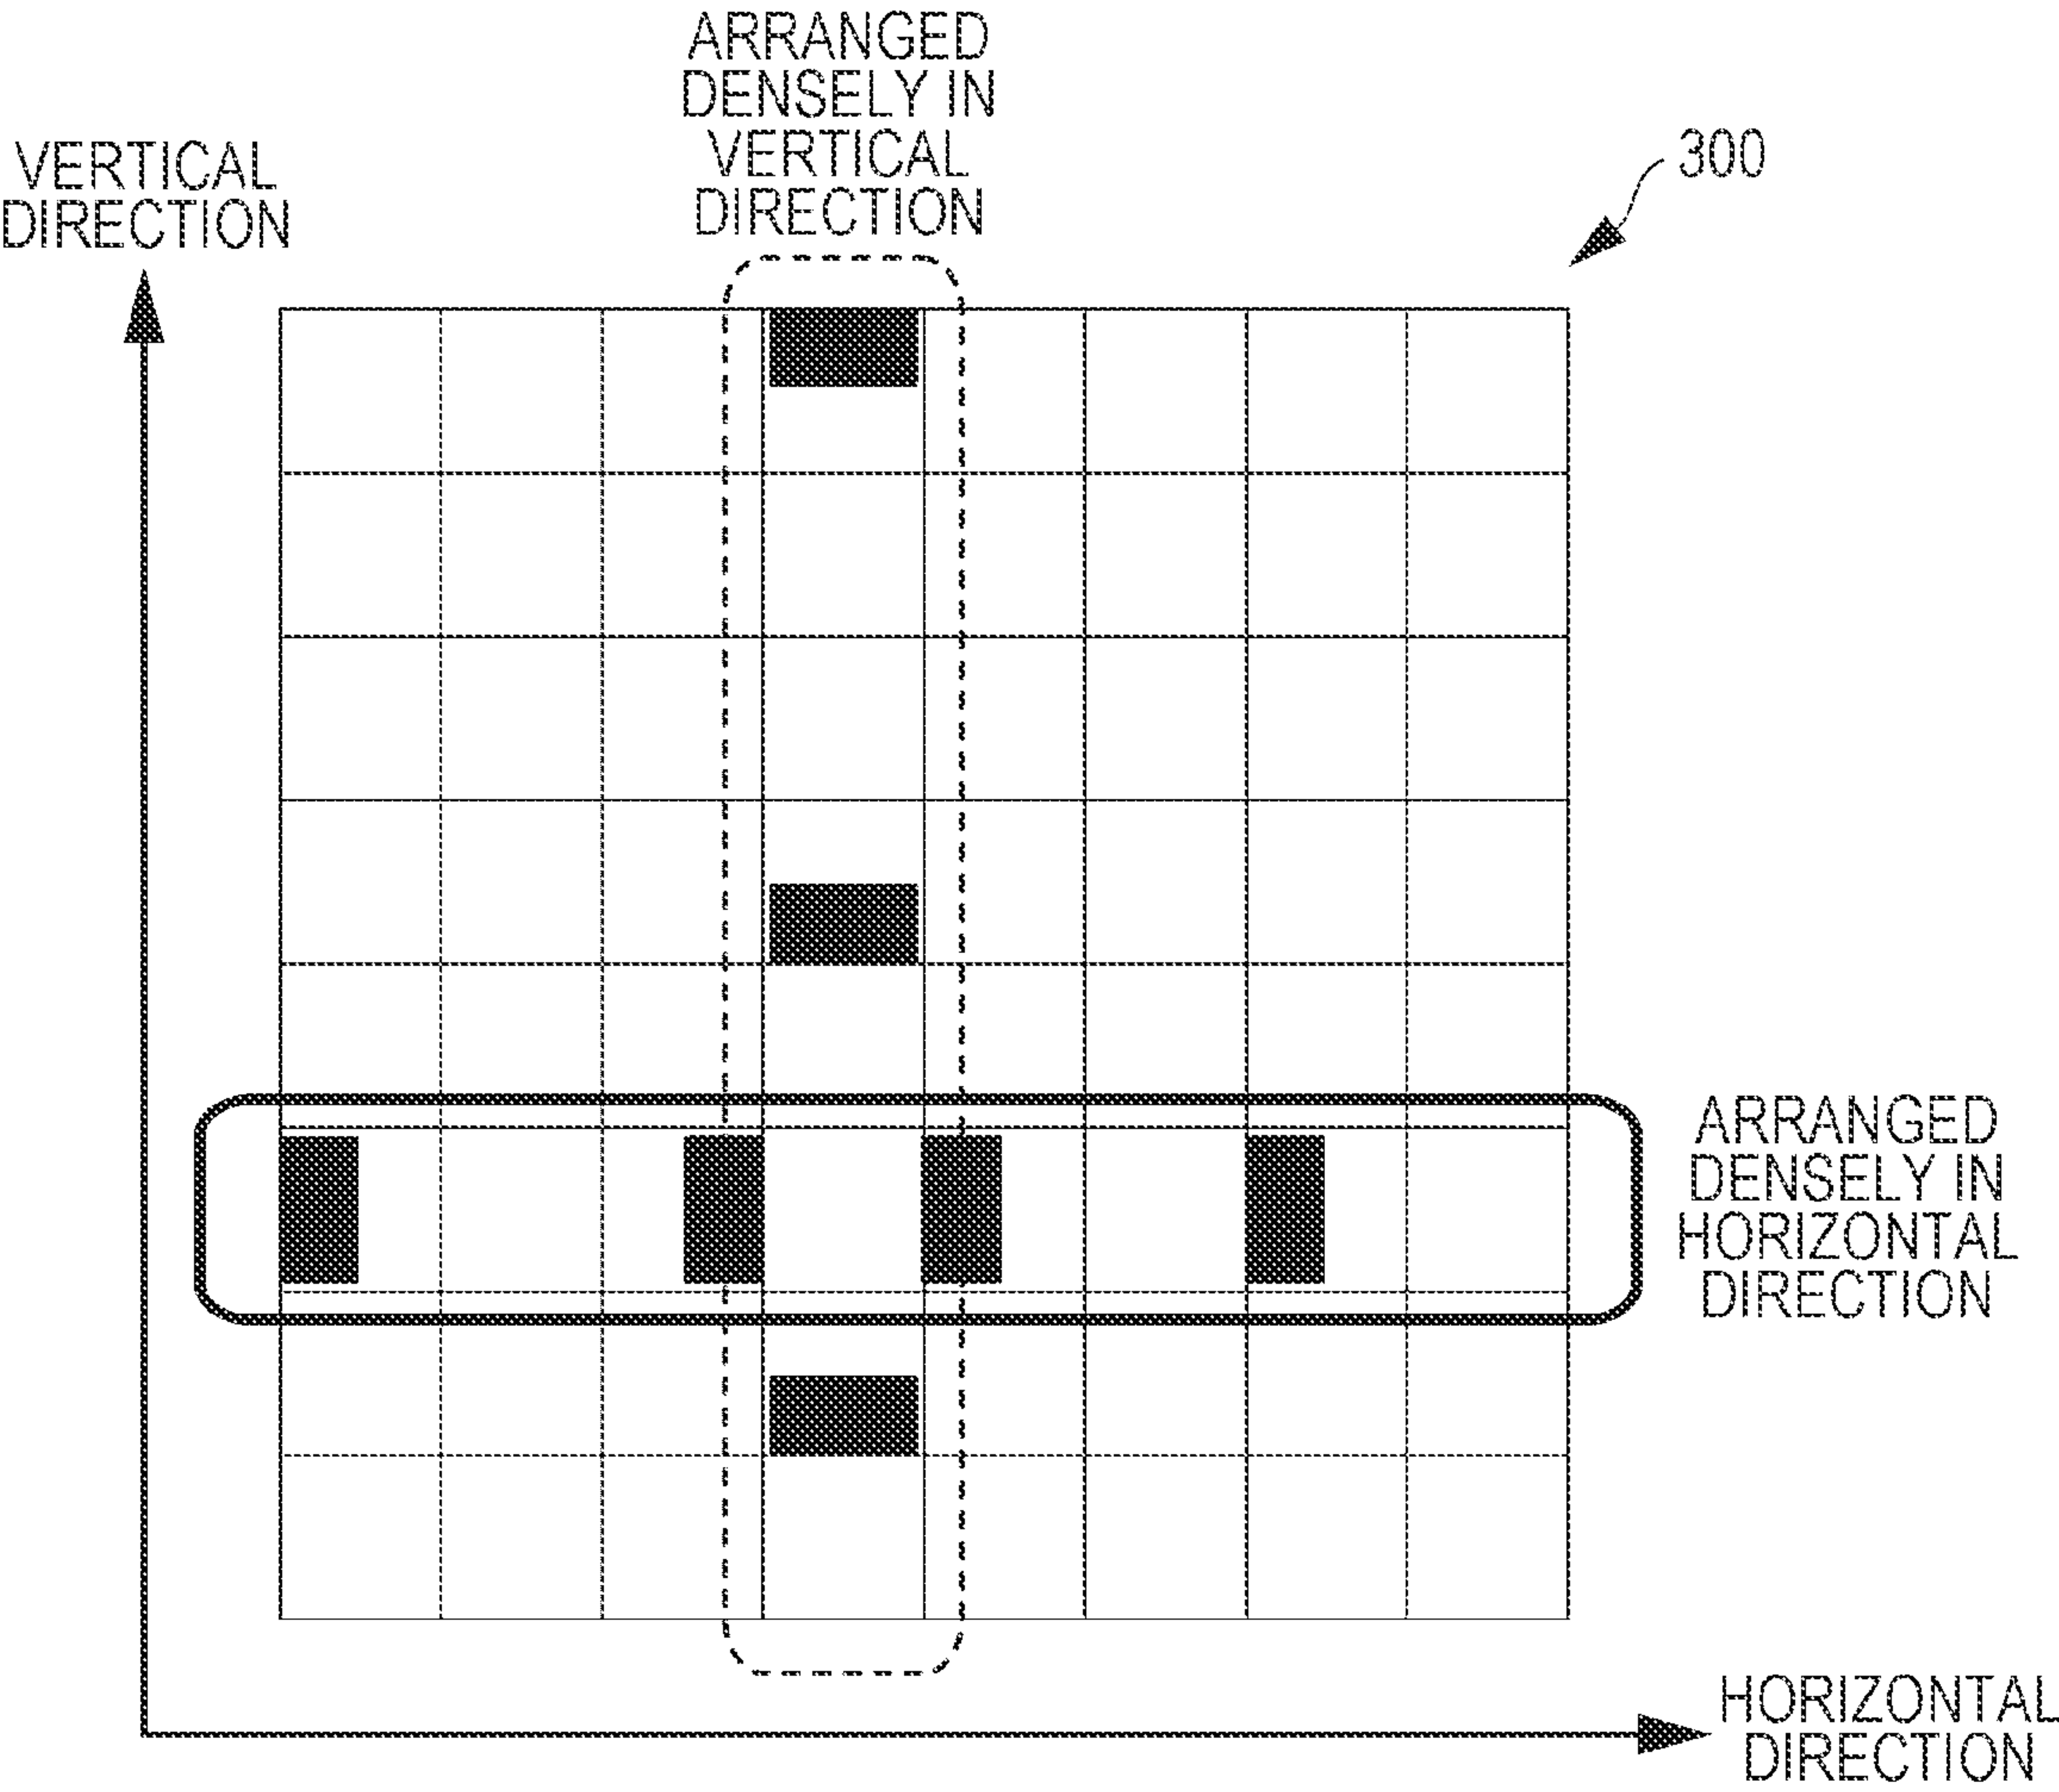 ARRANGED
DENSELY IN
VERTICAL
DIRECTION
VERTICAL
DIRECTION
300
ARRANGED
DENSELY IN
HORIZONTAL
DIRECTION
HORIZONTAL
DIRECTION